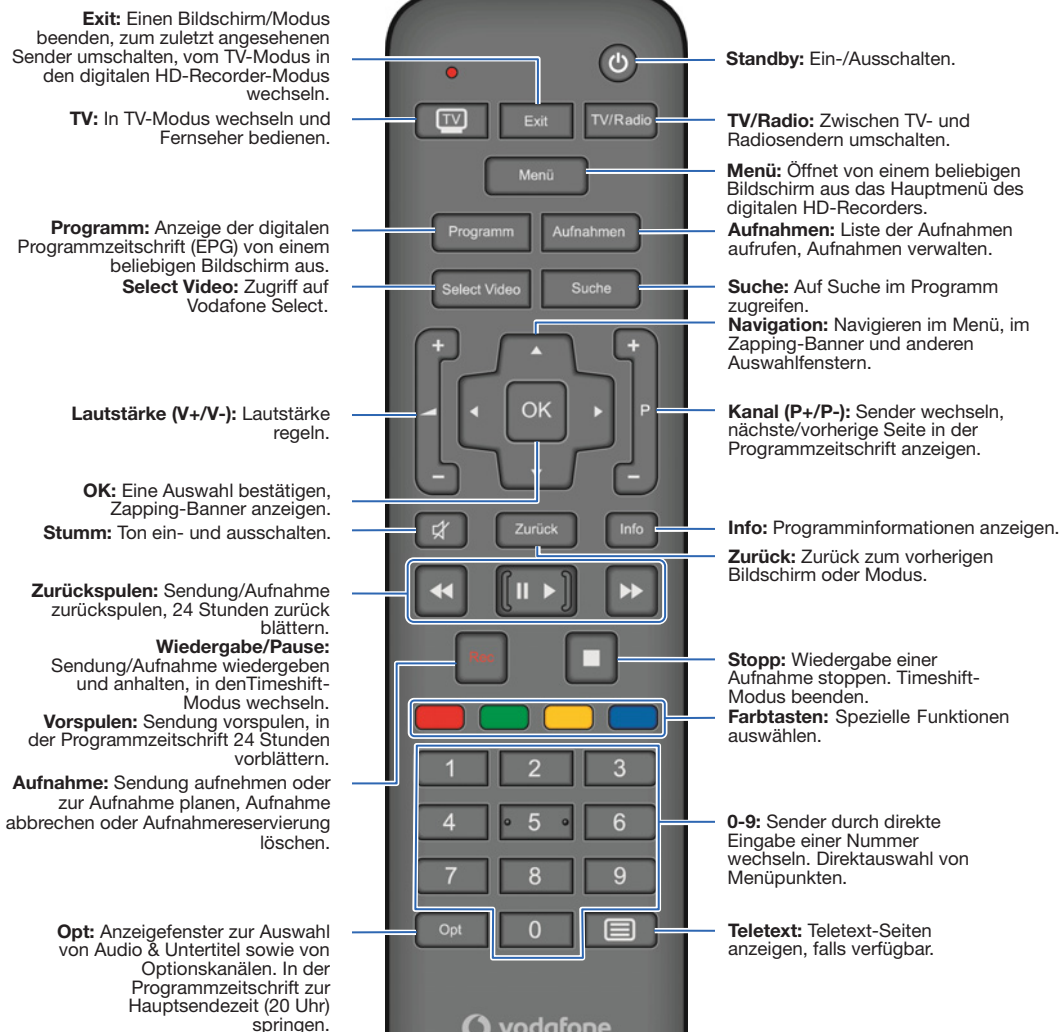 Exit: Einen Bildschirm/Modus
beenden, zum zuletzt angesehenen
Sender umschalten, vom TV-Modus in
den digitalen HD-Recorder-Modus
wechseln.
TV: In TV-Modus wechseln und
Fernseher bedienen.
Programm: Anzeige der digitalen
Programmzeitschrift (EPG) von einem
beliebigen Bildschirm aus.
Select Video: Zugriff auf
Vodafone Select.
Lautstärke (V+/V-): Lautstärke
regeln.
OK: Eine Auswahl bestätigen,
Zapping-Banner anzeigen.
Stumm: Ton ein- und ausschalten.
Zurückspulen: Sendung/Aufnahme
zurückspulen, 24 Stunden zurück
blättern.
Wiedergabe/Pause:
Sendung/Aufnahme wiedergeben
und anhalten, in denTimeshift-
Modus wechseln.
Vorspulen: Sendung vorspulen, in
der Programmzeitschrift 24 Stunden
vorblättern.
Aufnahme: Sendung aufnehmen oder
zur Aufnahme planen, Aufnahme
abbrechen oder Aufnahmereservierung
löschen.
Opt: Anzeigefenster zur Auswahl
von Audio & Untertitel sowie von
Optionskanälen. In der
Programmzeitschrift zur
Hauptsendezeit (20 Uhr)
springen.
TV Exit TV/Radio
Menü
Programm Aufnahmen
Select Video Suche
+ +
OK P
- -
Zurück Info
Rec
1 2 3
4 5 6
7 8 9
Opt 0
vodafone
Standby: Ein-/Ausschalten.
TV/Radio: Zwischen TV- und
Radiosendern umschalten.
Menü: Öffnet von einem beliebigen
Bildschirm aus das Hauptmenü des
digitalen HD-Recorders.
Aufnahmen: Liste der Aufnahmen
aufrufen, Aufnahmen verwalten.
Suche: Auf Suche im Programm
zugreifen.
Navigation: Navigieren im Menü, im
Zapping-Banner und anderen
Auswahlfenstern.
Kanal (P+/P-): Sender wechseln,
nächste/vorherige Seite in der
Programmzeitschrift anzeigen.
Info: Programminformationen anzeigen.
Zurück: Zurück zum vorherigen
Bildschirm oder Modus.
Stopp: Wiedergabe einer
Aufnahme stoppen. Timeshift-
Modus beenden.
Farbtasten: Spezielle Funktionen
auswählen.
0-9: Sender durch direkte
Eingabe einer Nummer
wechseln. Direktauswahl von
Menüpunkten.
Teletext: Teletext-Seiten
anzeigen, falls verfügbar.